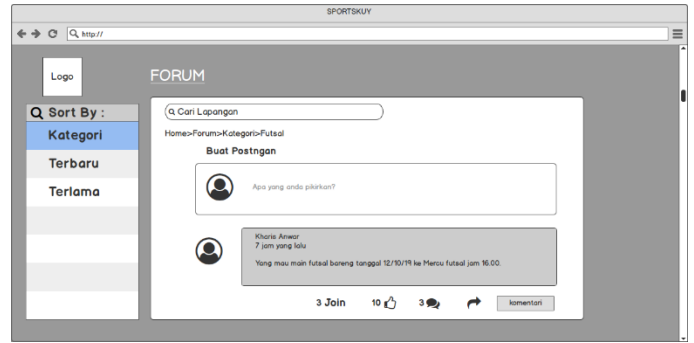 SPORTSKUY
http://
Logo
FORUM
Sort By :
Kategori
Terbaru
Terlama
Cari Lapangan
Home>Forum>Kategori>Futsal
Buat Postngan
Apa yang anda pikirkan?
Kharis Anwar
7 jam yang lalu
Yang mau main futsal bareng tanggal 12/10/19 ke Mersu futsal jam 16.00.
3 Join 10 3 komentari